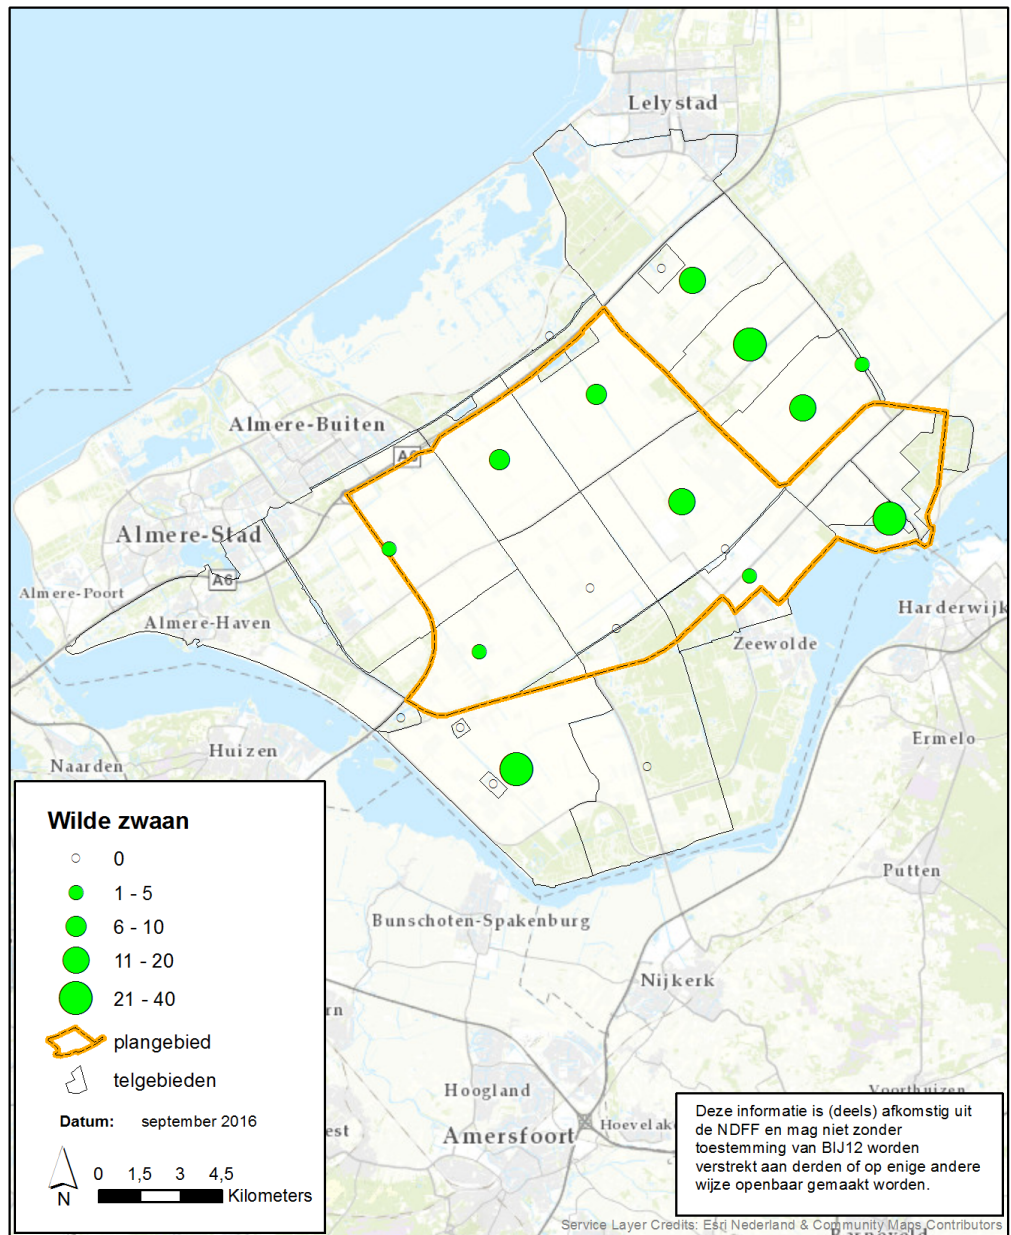 Lelystad
Almere-Buiten
A6
Almere-Stad
A6
Almere-Poort
Almere-Haven
Harderwijk
Zeewolde
Huizen
Naarden
Ermelo
Putten
Bunschoten-Spakenburg
Nijkerk
Hoogland
Voorthuizen
Amersfoort
Hoevelak
Barneveld
Wilde zwaan
0
1 - 5
6 - 10
11 - 20
21 - 40
plangebied
telgebieden
Datum: september 2016
N
0 1,5 3 4,5
Kilometers
Deze informatie is (deels) afkomstig uit
de NDFF en mag niet zonder
toestemming van BIJ12 worden
verstrekt aan derden of op enige andere
wijze openbaar gemaakt worden.
Service Layer Credits: Esri Nederland & Community Maps Contributors